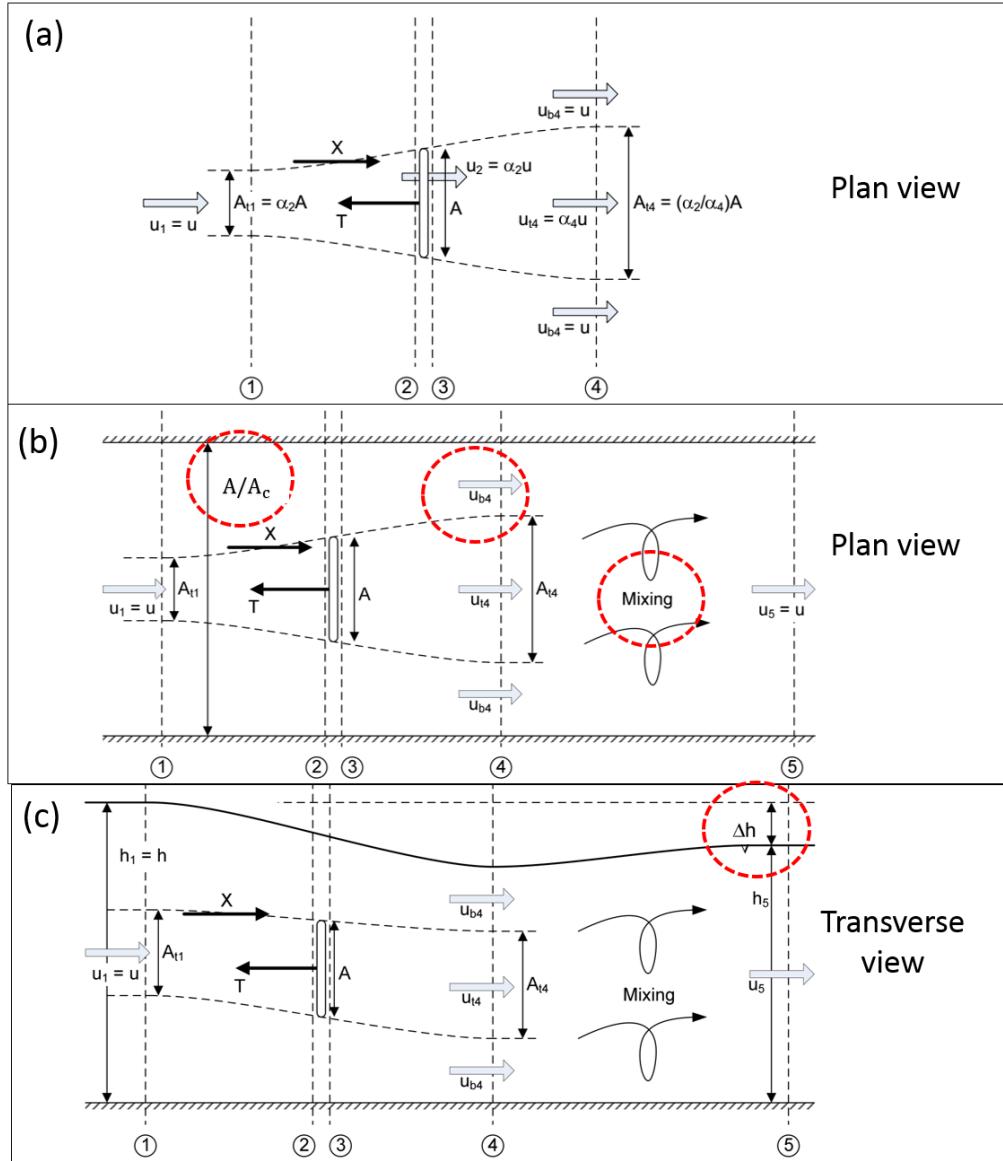 (a)
u_b4 = u
X
u_2 = α_2u
A_t1 = α_2A
A
u_t4 = α_4u
A_t4 = (α_2/α_4)A
u_1 = u
T
u_b4 = u
Plan view
① ② ③ ④
(b)
A/A_c
u_b4
X
A_t1
A
u_t4
A_t4
Mixing
u_1 = u
T
u_5 = u
u_b4
Plan view
① ② ③ ④ ⑤
(c)
Δh
h_1 = h
h_5
X
u_b4
A_t1
A
u_1 = u
T
u_t4
A_t4
Mixing
u_5
u_b4
Transverse
view
① ② ③ ④ ⑤